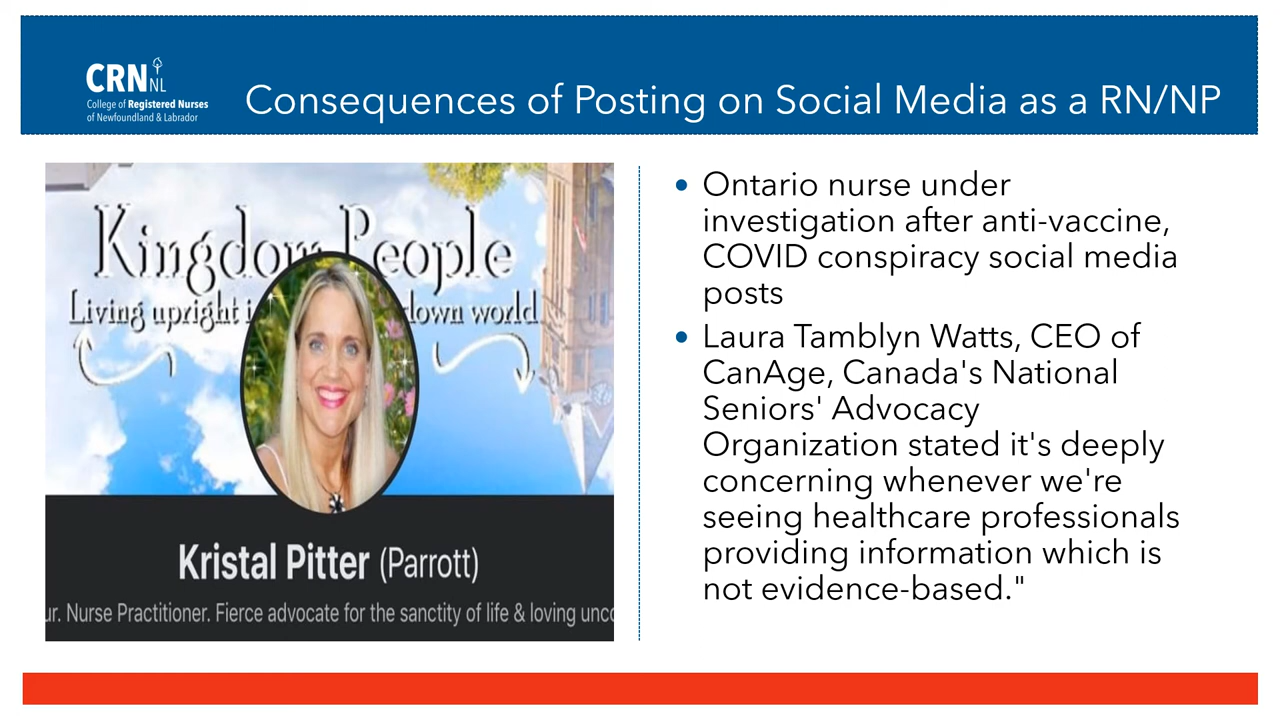 CRNNL
College of Registered Nurses
of Newfoundland & Labrador
Consequences of Posting on Social Media as a RN/NP
Kingdom People
Living upright i down world
Kristal Pitter (Parrott)
ur. Nurse Practitioner. Fierce advocate for the sanctity of life & loving unco
• Ontario nurse under
investigation after anti-vaccine,
COVID conspiracy social media
posts
• Laura Tamblyn Watts, CEO of
CanAge, Canada's National
Seniors' Advocacy
Organization stated it's deeply
concerning whenever we're
seeing healthcare professionals
providing information which is
not evidence-based."